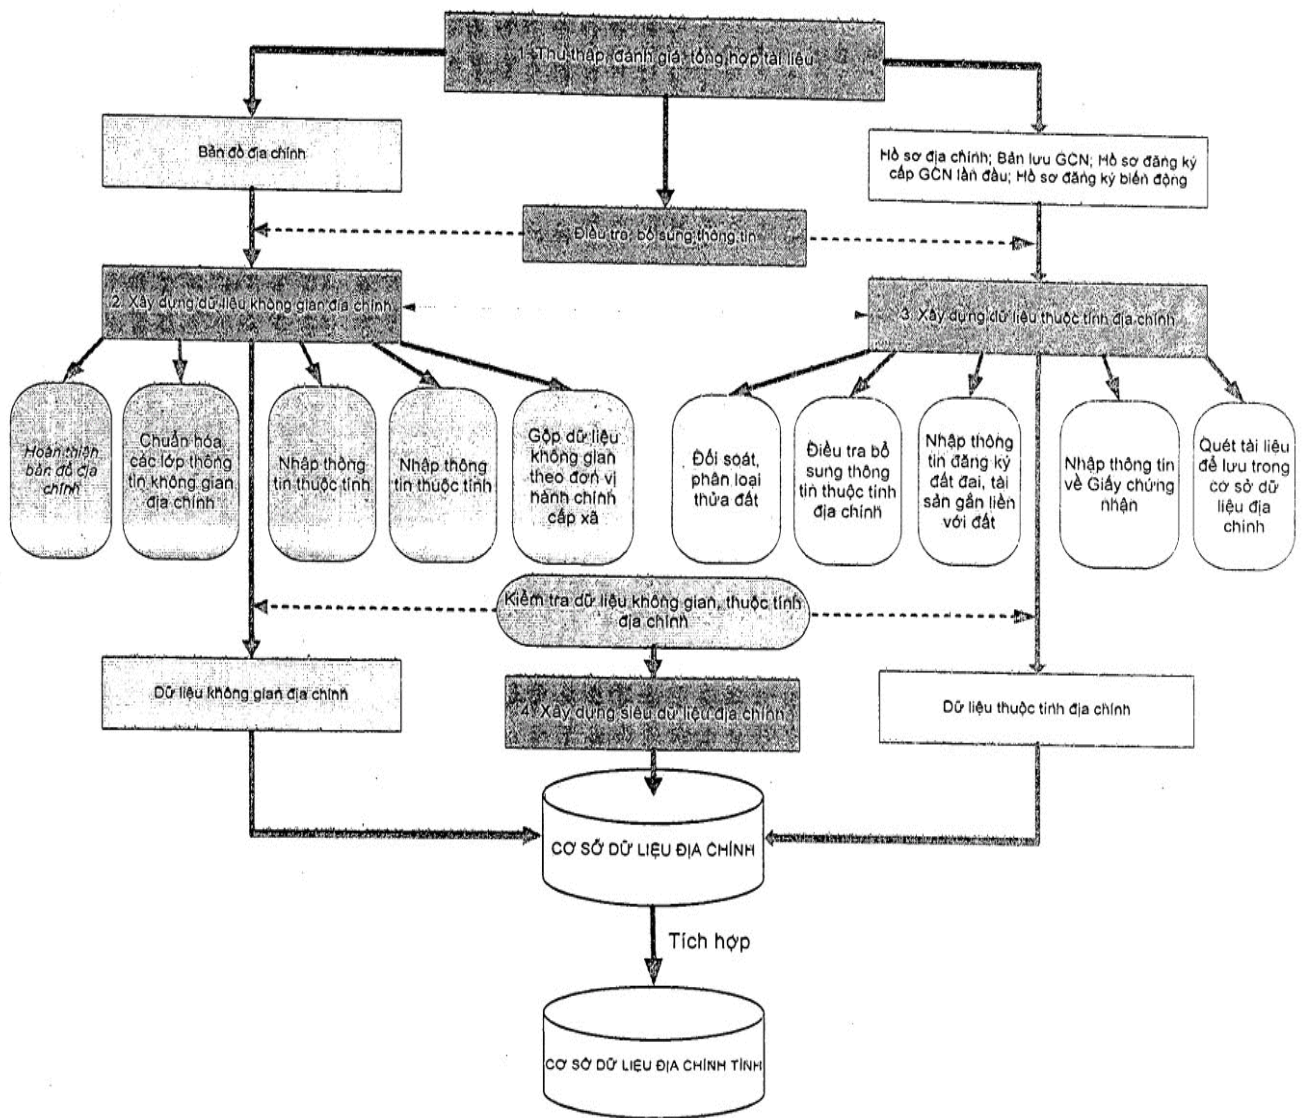 1. Thu thập, đánh giá, tổng hợp tài liệu
Bản đồ địa chính
Hồ sơ địa chính; Bản lưu GCN; Hồ sơ đăng ký
cấp GCN lần đầu; Hồ sơ đăng ký biến động
Điều tra, bổ sung thông tin
2. Xây dựng dữ liệu không gian địa chính
3. Xây dựng dữ liệu thuộc tính địa chính
Hoàn thiện
bản đồ địa
chính
Chuẩn hóa
các lớp thông
tin không gian
địa chính
Nhập thông
tin thuộc tính
Nhập thông
tin thuộc tính
Gộp dữ liệu
không gian
theo đơn vị
hành chính
cấp xã
Đối soát,
phân loại
thửa đất
Điều tra bổ
sung thông
tin thuộc tính
địa chính
Nhập thông
tin đăng ký
đất đai, tài
sản gắn liền
với đất
Nhập thông tin
về Giấy chứng
nhận
Quét tài liệu
để lưu trong
cơ sở dữ
liệu địa
chính
Kiểm tra dữ liệu không gian, thuộc tính
địa chính
Dữ liệu không gian địa chính
4. Xây dựng siêu dữ liệu địa chính
Dữ liệu thuộc tính địa chính
CƠ SỞ DỮ LIỆU ĐỊA CHÍNH
Tích hợp
CƠ SỞ DỮ LIỆU ĐỊA CHÍNH TỈNH